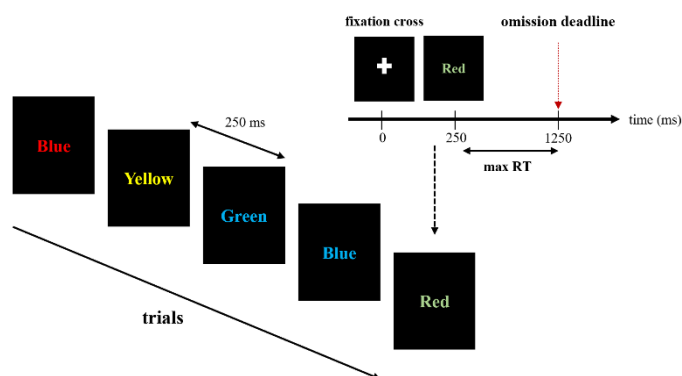 fixation cross
omission deadline
Red
time (ms)
0
250
1250
max RT
250 ms
Blue
Yellow
Green
Blue
Red
trials